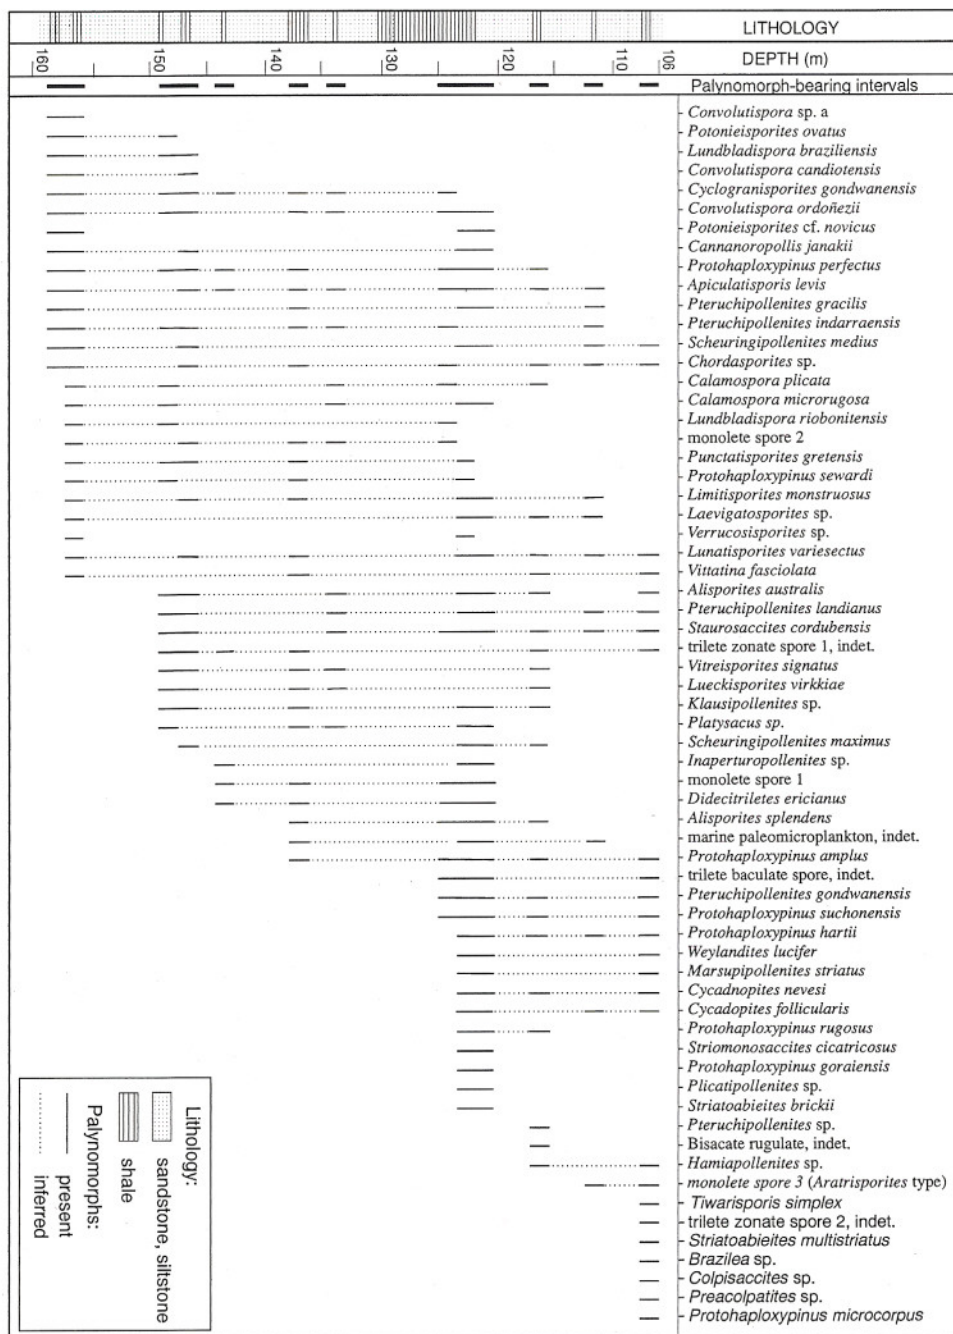 LITHOLOGY
160 150 140 130 120 110 106 DEPTH (m)
Palynomorph-bearing intervals
Convolutispora sp. a
Potonieisporites ovatus
Lundbladispora braziliensis
Convolutispora candiotensis
Cyclogranisporites gondwanensis
Convolutispora ordoñezii
Potonieisporites cf. novicus
Cannanoropollis janakii
Protohaploxypinus perfectus
Apiculatisporis levis
Pteruchipollenites gracilis
Pteruchipollenites indarraensis
Scheuringipollenites medius
Chordasporites sp.
Calamospora plicata
Calamospora microrugosa
Lundbladispora riobonitensis
monolete spore 2
Punctatisporites gretensis
Protohaploxypinus sewardi
Limitisporites monstruosus
Laevigatosporites sp.
Verrucosisporites sp.
Lunatisporites variesectus
Vittatina fasciolata
Alisporites australis
Pteruchipollenites landianus
Staurosaccites cordubensis
trilete zonate spore 1, indet.
Vitreisporites signatus
Lueckisporites virkkiae
Klausipollenites sp.
Platysacus sp.
Scheuringipollenites maximus
Inaperturopollenites sp.
monolete spore 1
Didecitriletes ericianus
Alisporites splendens
marine paleomicroplankton, indet.
Protohaploxypinus amplus
trilete baculate spore, indet.
Pteruchipollenites gondwanensis
Protohaploxypinus suchonensis
Protohaploxypinus hartii
Weylandites lucifer
Marsupipollenites striatus
Cycadnopites nevesi
Cycadopites follicularis
Protohaploxypinus rugosus
Striomonosaccites cicatricosus
Protohaploxypinus goraiensis
Plicatipollenites sp.
Striatoabieites brickii
Pteruchipollenites sp.
Bisacate rugulate, indet.
Hamiapollenites sp.
monolete spore 3 (Aratrisporites type)
Tiwarisporis simplex
trilete zonate spore 2, indet.
Striatoabieites multistriatus
Brazilea sp.
Colpisaccites sp.
Preacolpatites sp.
Protohaploxypinus microcorpus
Lithology:
sandstone, siltstone
shale
Palynomorphs:
present
inferred